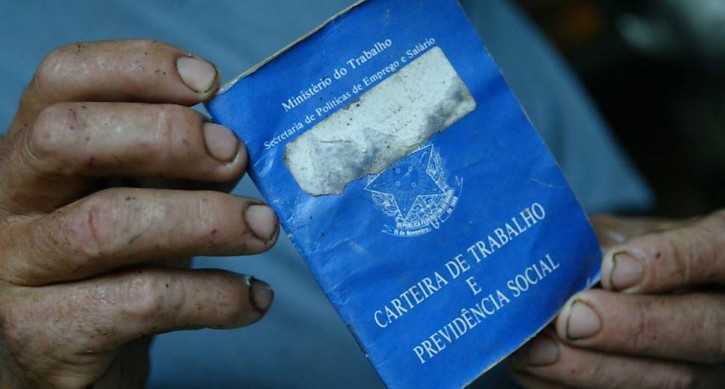 Ministério do Trabalho
Secretaria de Políticas de Emprego e Salário
CARTEIRA DE TRABALHO
E
PREVIDÊNCIA SOCIAL